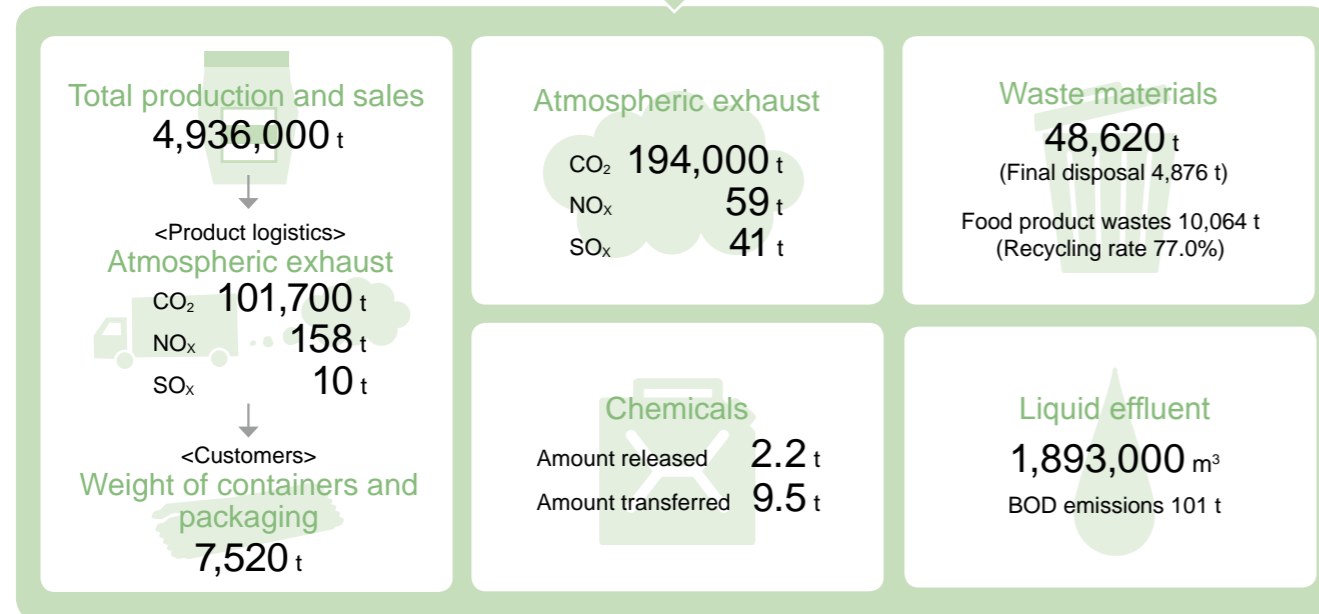 Total production and sales
4,936,000 t
<Product logistics>
Atmospheric exhaust
CO₂ 101,700 t
NOX 158 t
SOX 10 t
<Customers>
Weight of containers and
packaging
7,520 t
Atmospheric exhaust
CO₂ 194,000 t
NOX 59 t
SOX 41 t
Waste materials
48,620 t
(Final disposal 4,876 t)
Food product wastes 10,064 t
(Recycling rate 77.0%)
Chemicals
Amount released 2.2 t
Amount transferred 9.5 t
Liquid effluent
1,893,000 m³
BOD emissions 101 t